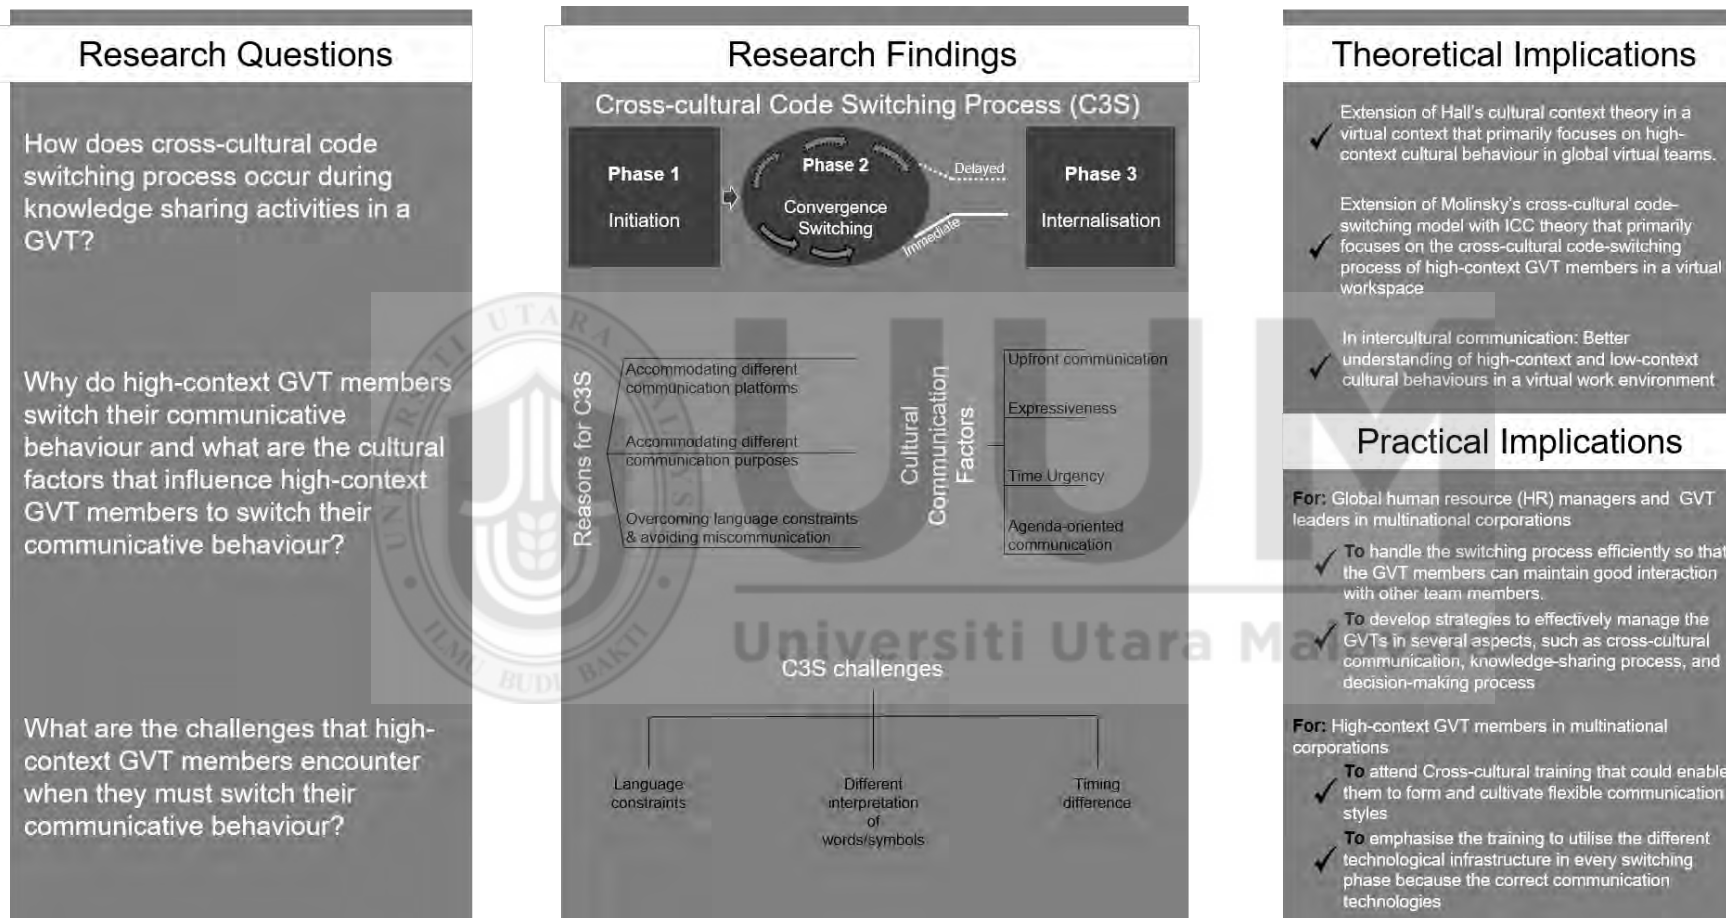 Research Questions
How does cross-cultural code
switching process occur during
knowledge sharing activities in a
GVT?
Why do high-context GVT members
switch their communicative
behaviour and what are the cultural
factors that influence high-context
GVT members to switch their
communicative behaviour?
What are the challenges that high-
context GVT members encounter
when they must switch their
communicative behaviour?
Research Findings
Cross-cultural Code Switching Process (C3S)
Phase 1
Initiation
Phase 2
Convergence
Switching
Delayed
Immediate
Phase 3
Internalisation
Reasons for C3S
Accommodating different
communication platforms
Accommodating different
communication purposes
Overcoming language constraints
& avoiding miscommunication
Cultural
Communication
Factors
Upfront communication
Expressiveness
Time Urgency
Agenda-oriented
communication
C3S challenges
Language
constraints
Different
interpretation
of
words/symbols
Timing
difference
Theoretical Implications
Extension of Hall's cultural context theory in a
virtual context that primarily focuses on high-
context cultural behaviour in global virtual teams.
Extension of Molinsky's cross-cultural code-
switching model with ICC theory that primarily
focuses on the cross-cultural code-switching
process of high-context GVT members in a virtual
workspace
In intercultural communication: Better
understanding of high-context and low-context
cultural behaviours in a virtual work environment
Practical Implications
For: Global human resource (HR) managers and GVT
leaders in multinational corporations
To handle the switching process efficiently so that
the GVT members can maintain good interaction
with other team members.
To develop strategies to effectively manage the
GVTs in several aspects, such as cross-cultural
communication, knowledge-sharing process, and
decision-making process
For: High-context GVT members in multinational
corporations
To attend Cross-cultural training that could enable
them to form and cultivate flexible communication
styles
To emphasise the training to utilise the different
technological infrastructure in every switching
phase because the correct communication
technologies
UUM
Universiti Utara
UNIVERSITI UTARA MALAYSIA
ILMU BUDI BAKTI